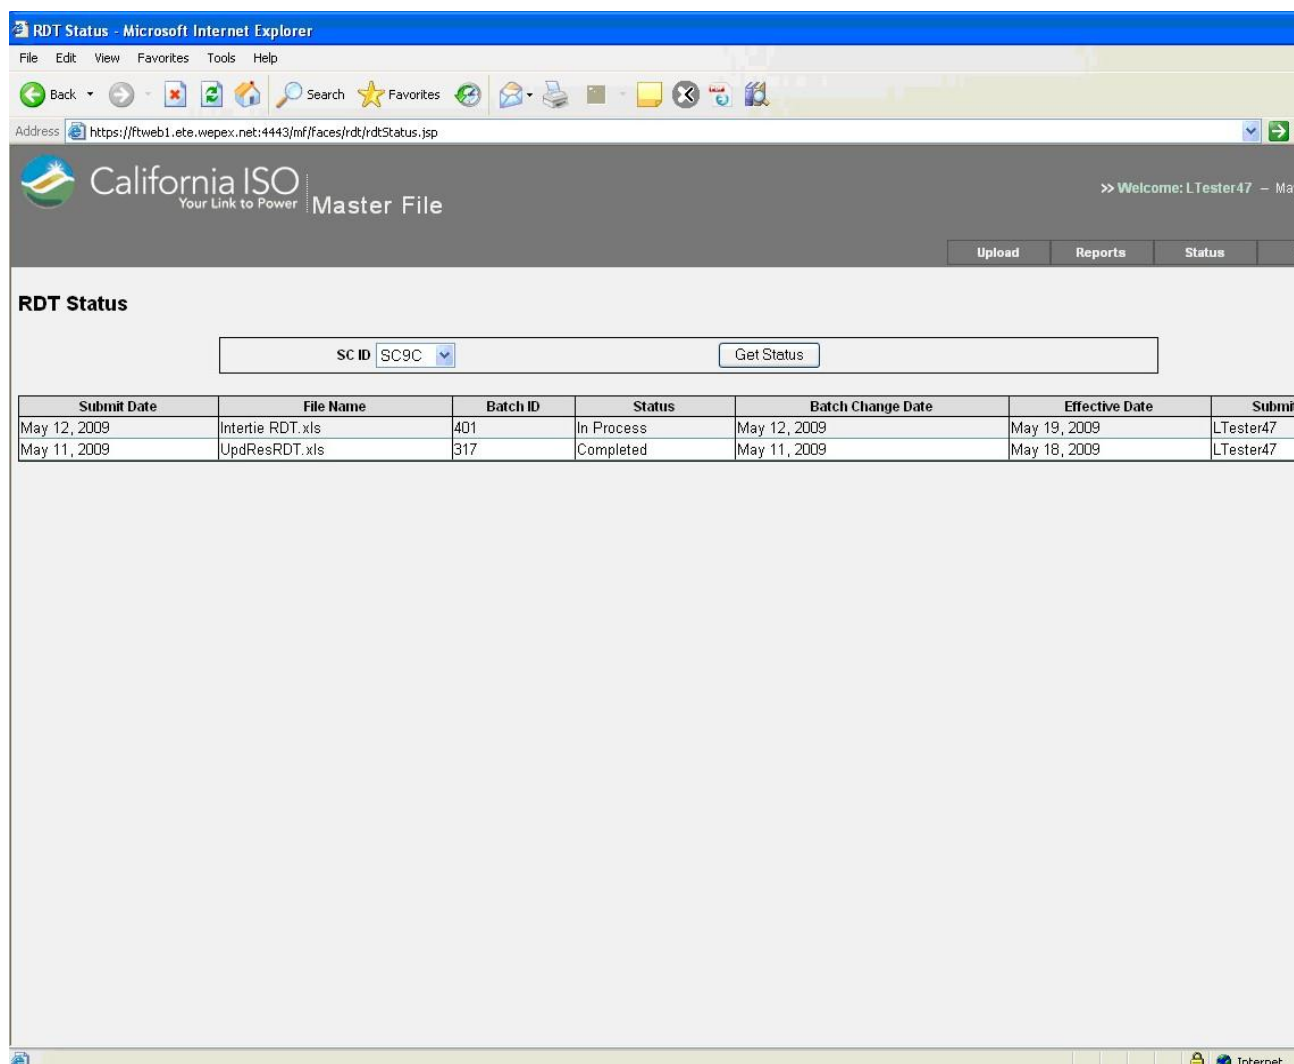 RDT Status - Microsoft Internet Explorer
File Edit View Favorites Tools Help
Back Search Favorites
Address https://ftweb1.ete.wepex.net:4443/mf/faces/rdt/rdtStatus.jsp
California ISO
Your Link to Power Master File
>> Welcome: LTester47 – Ma
Upload Reports Status
RDT Status
SC ID SC9C Get Status
Submit Date File Name Batch ID Status Batch Change Date Effective Date Submit
May 12, 2009 Intertie RDT.xls 401 In Process May 12, 2009 May 19, 2009 LTester47
May 11, 2009 UpdResRDT.xls 317 Completed May 11, 2009 May 18, 2009 LTester47
Internet